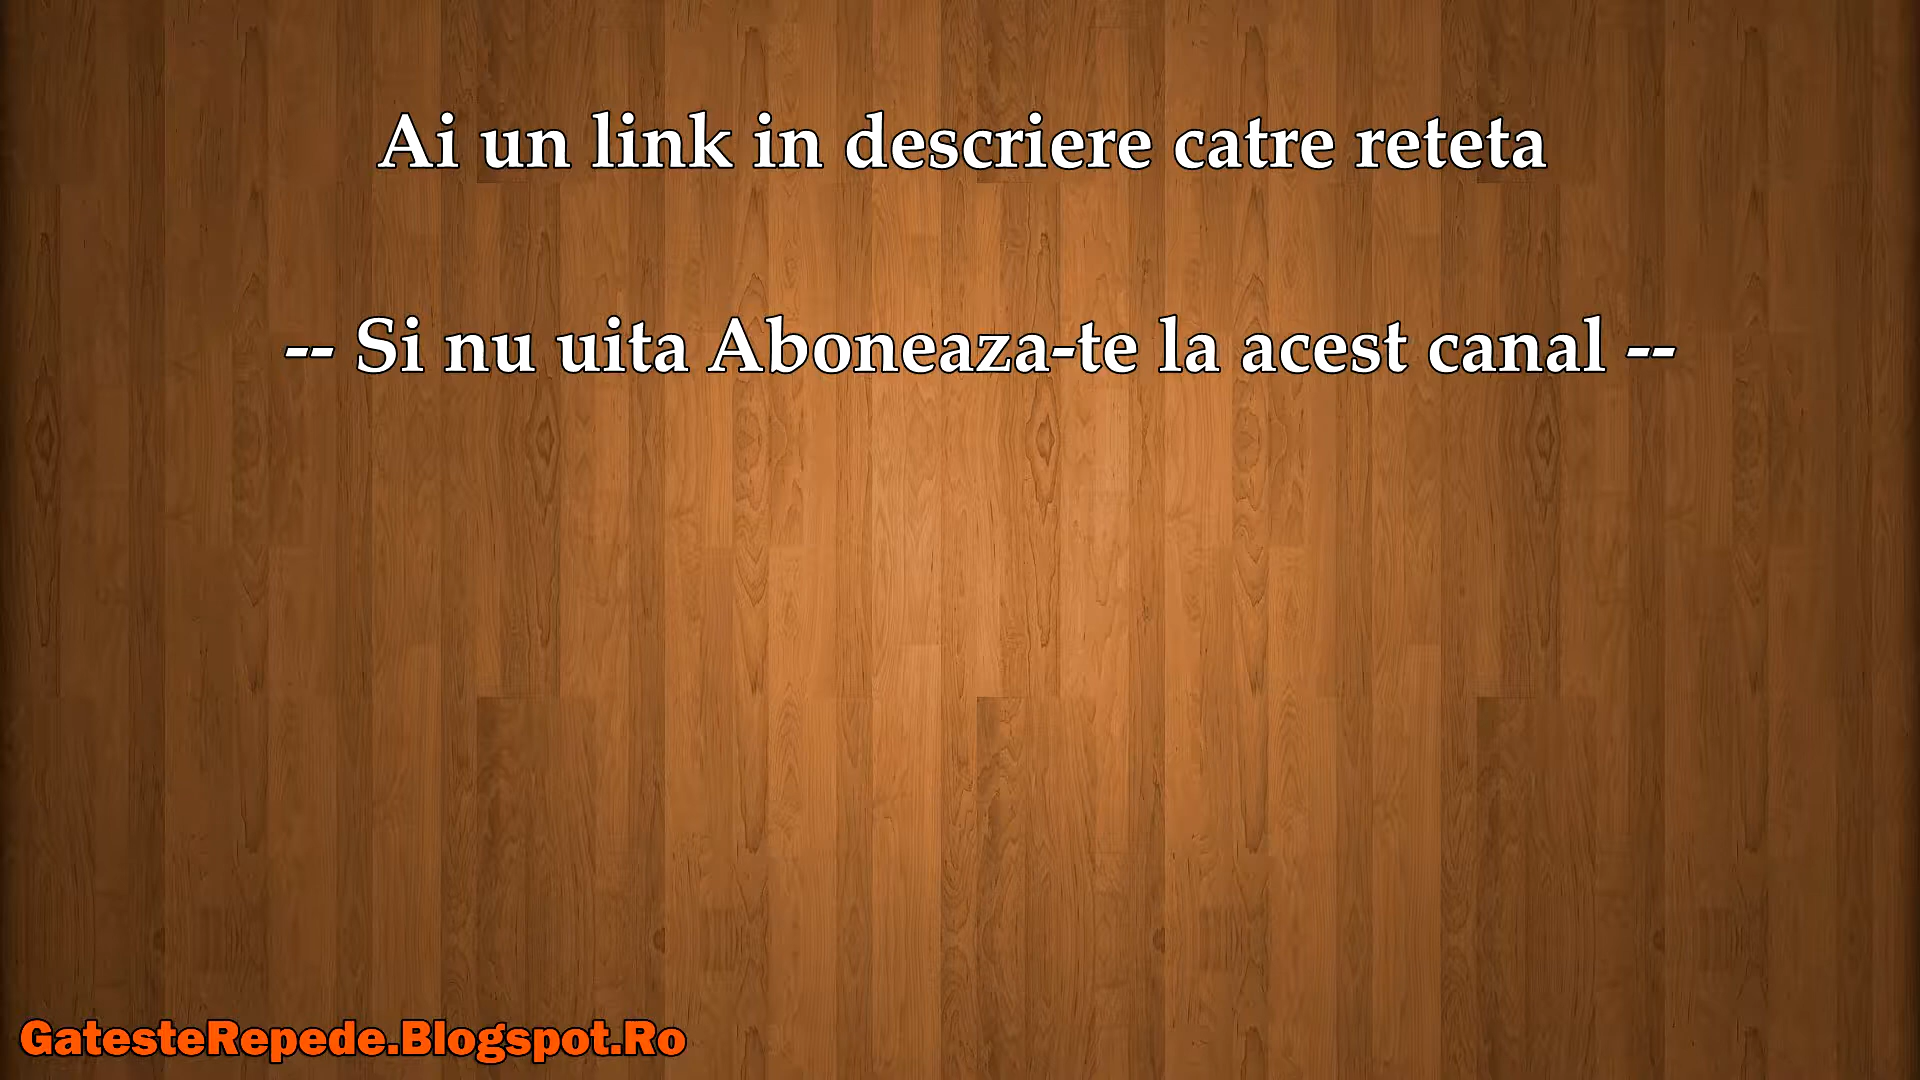 Ai un link in descriere catre reteta
-- Si nu uita Aboneaza-te la acest canal --
GatesteRepede.Blogspot.Ro